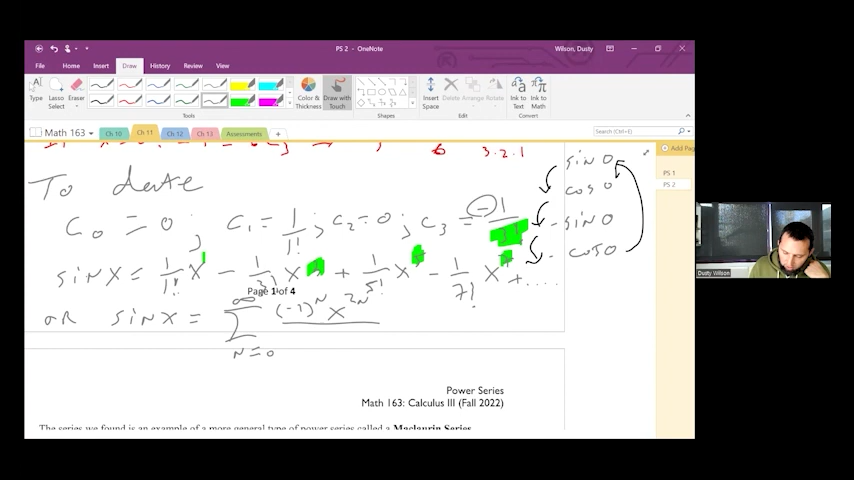 PS 2 - OneNote
Wilson, Dusty
File Home Insert Draw History Review View
Type
Lasso Select
Eraser
Color & Thickness
Draw with Touch
Insert Space
Delete
Arrange
Rotate
Ink to Text
Ink to Math
Tools
Shapes
Edit
Convert
Math 163
Ch 10
Ch 11
Ch 12
Ch 13
Assessments
+
Search (Ctrl+E)
Add Page
PS 1
PS 2
6 3·2·1
To date
C₀ = 0 ; C₁ = 1/1! ; C₂ = 0 ; C₃ = -1/3!
sin 0
cos 0
- sin 0
- cos 0
sin x = 1/1! x¹ - 1/3! x³ + 1/5! x⁵ - 1/7! x⁷ + ....
Page 1 of 4
or sin x = ∞ Σ n=0 (-1)ⁿ x²ⁿ
Power Series
Math 163: Calculus III (Fall 2022)
The series we found is an example of a more general type of power series called a Maclaurin Series
Dusty Wilson